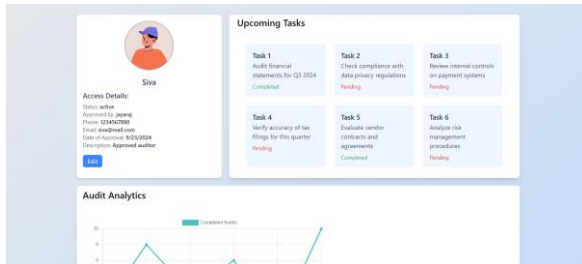 Siva
Access Details:
Status: active
Approved by: jayaraj
Phone: 1234567890
Email: siva@mail.com
Date of Approval: 9/23/2024
Description: Approved auditor
Edit
Upcoming Tasks
Task 1
Audit financial
statements for Q3 2024
Completed
Task 2
Check compliance with
data privacy regulations
Pending
Task 3
Review internal controls
on payment systems
Pending
Task 4
Verify accuracy of tax
filings for this quarter
Pending
Task 5
Evaluate vendor
contracts and
agreements
Completed
Task 6
Analyze risk
management
procedures
Pending
Audit Analytics
Completed Audits
10
9
8